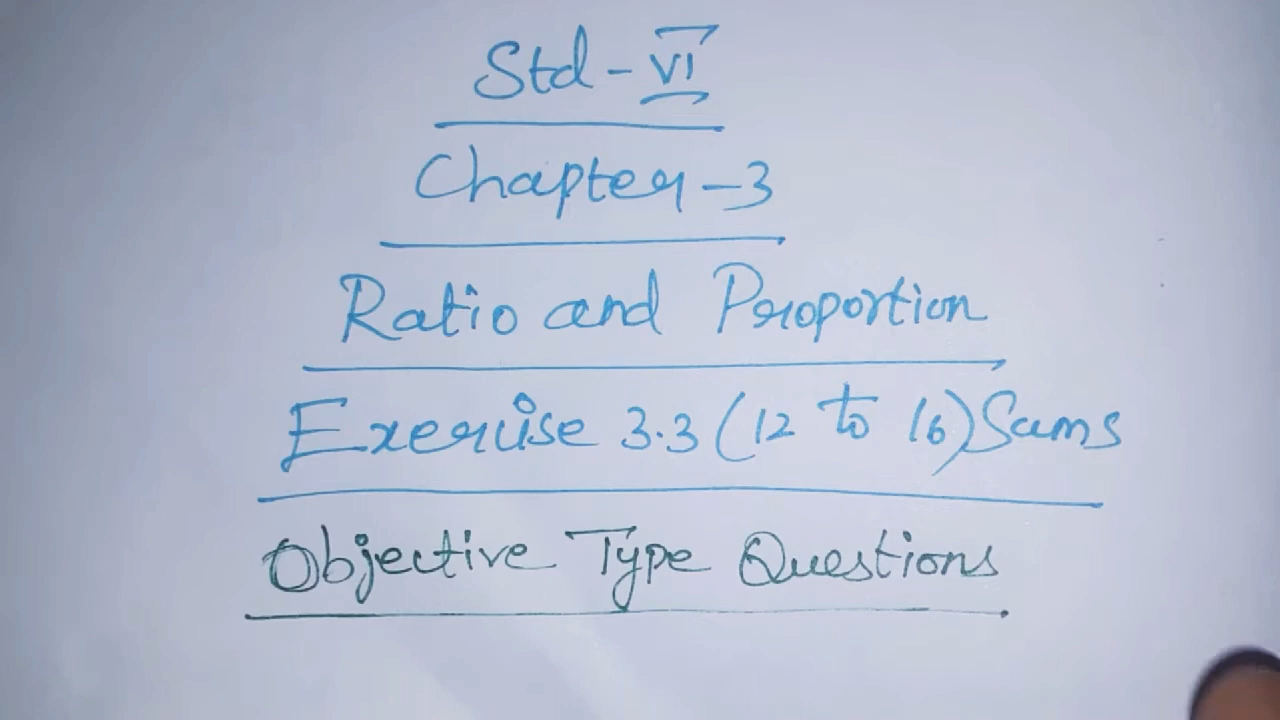 Std - VI
Chapter - 3
Ratio and Proportion
Exercise 3.3 (12 to 16) Sums
Objective Type Questions